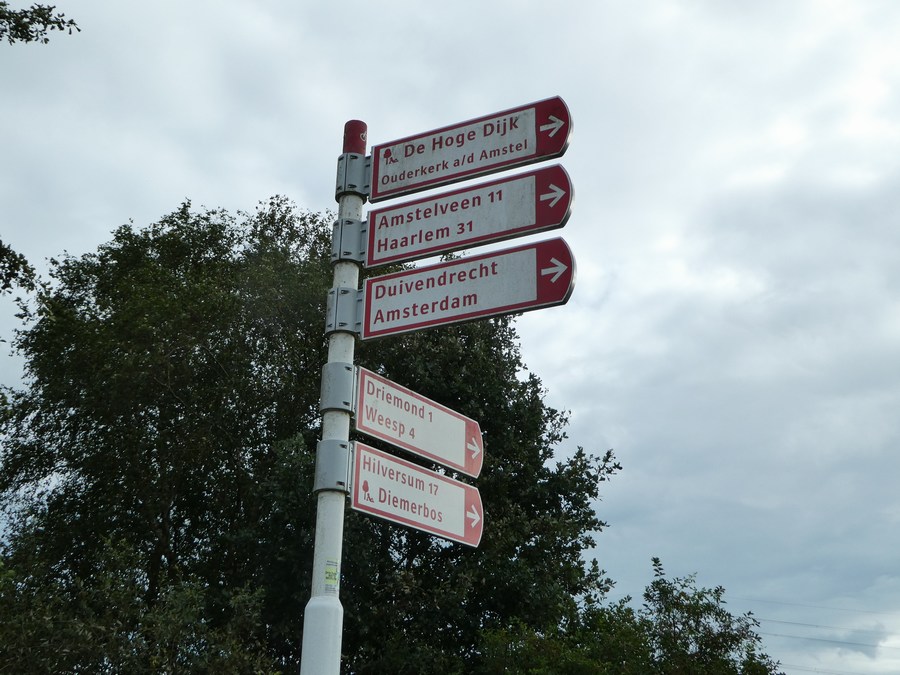 De Hoge Dijk
Ouderkerk a/d Amstel
Amstelveen 11
Haarlem 31
Duivendrecht
Amsterdam
Driemond 1
Weesp 4
Hilversum 17
Diemerbos